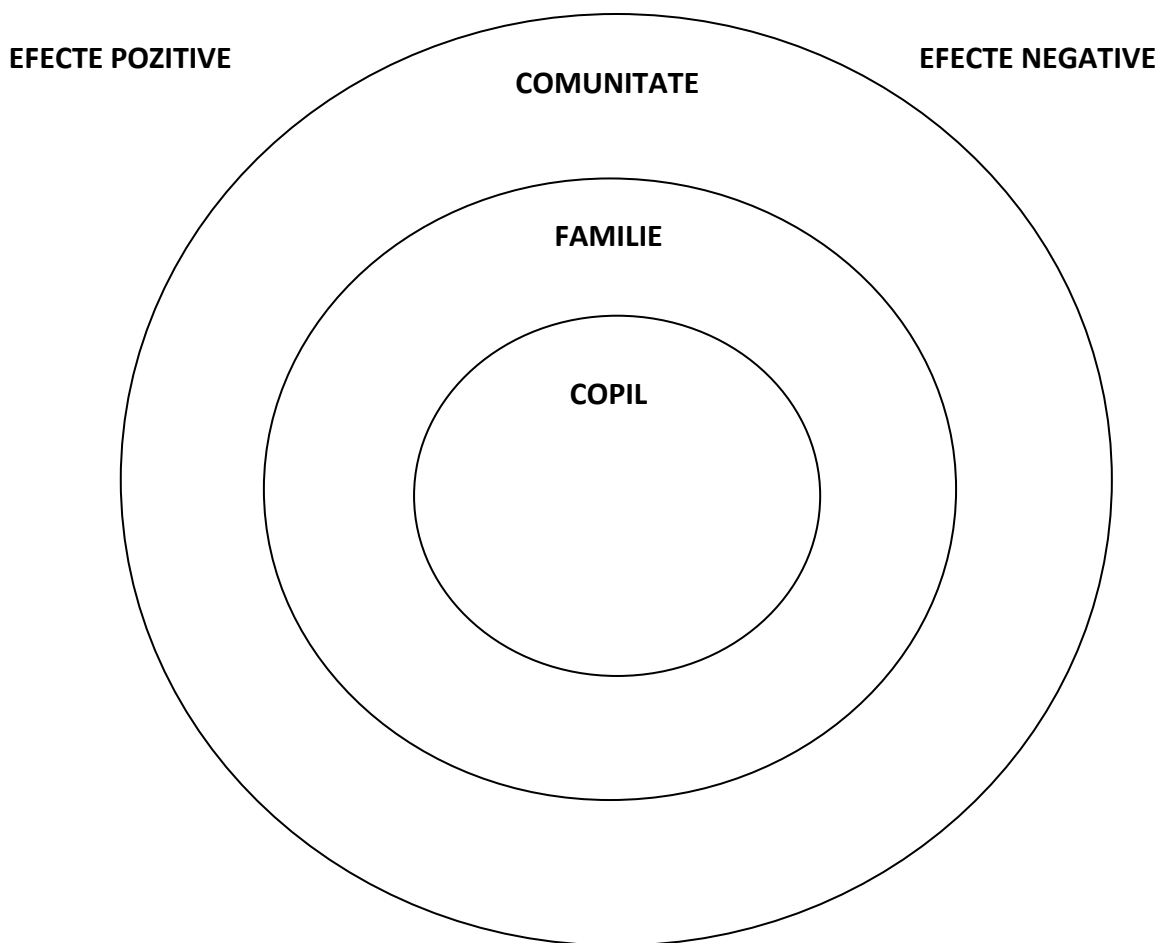 EFECTE POZITIVE
EFECTE NEGATIVE
COMUNITATE
FAMILIE
COPIL